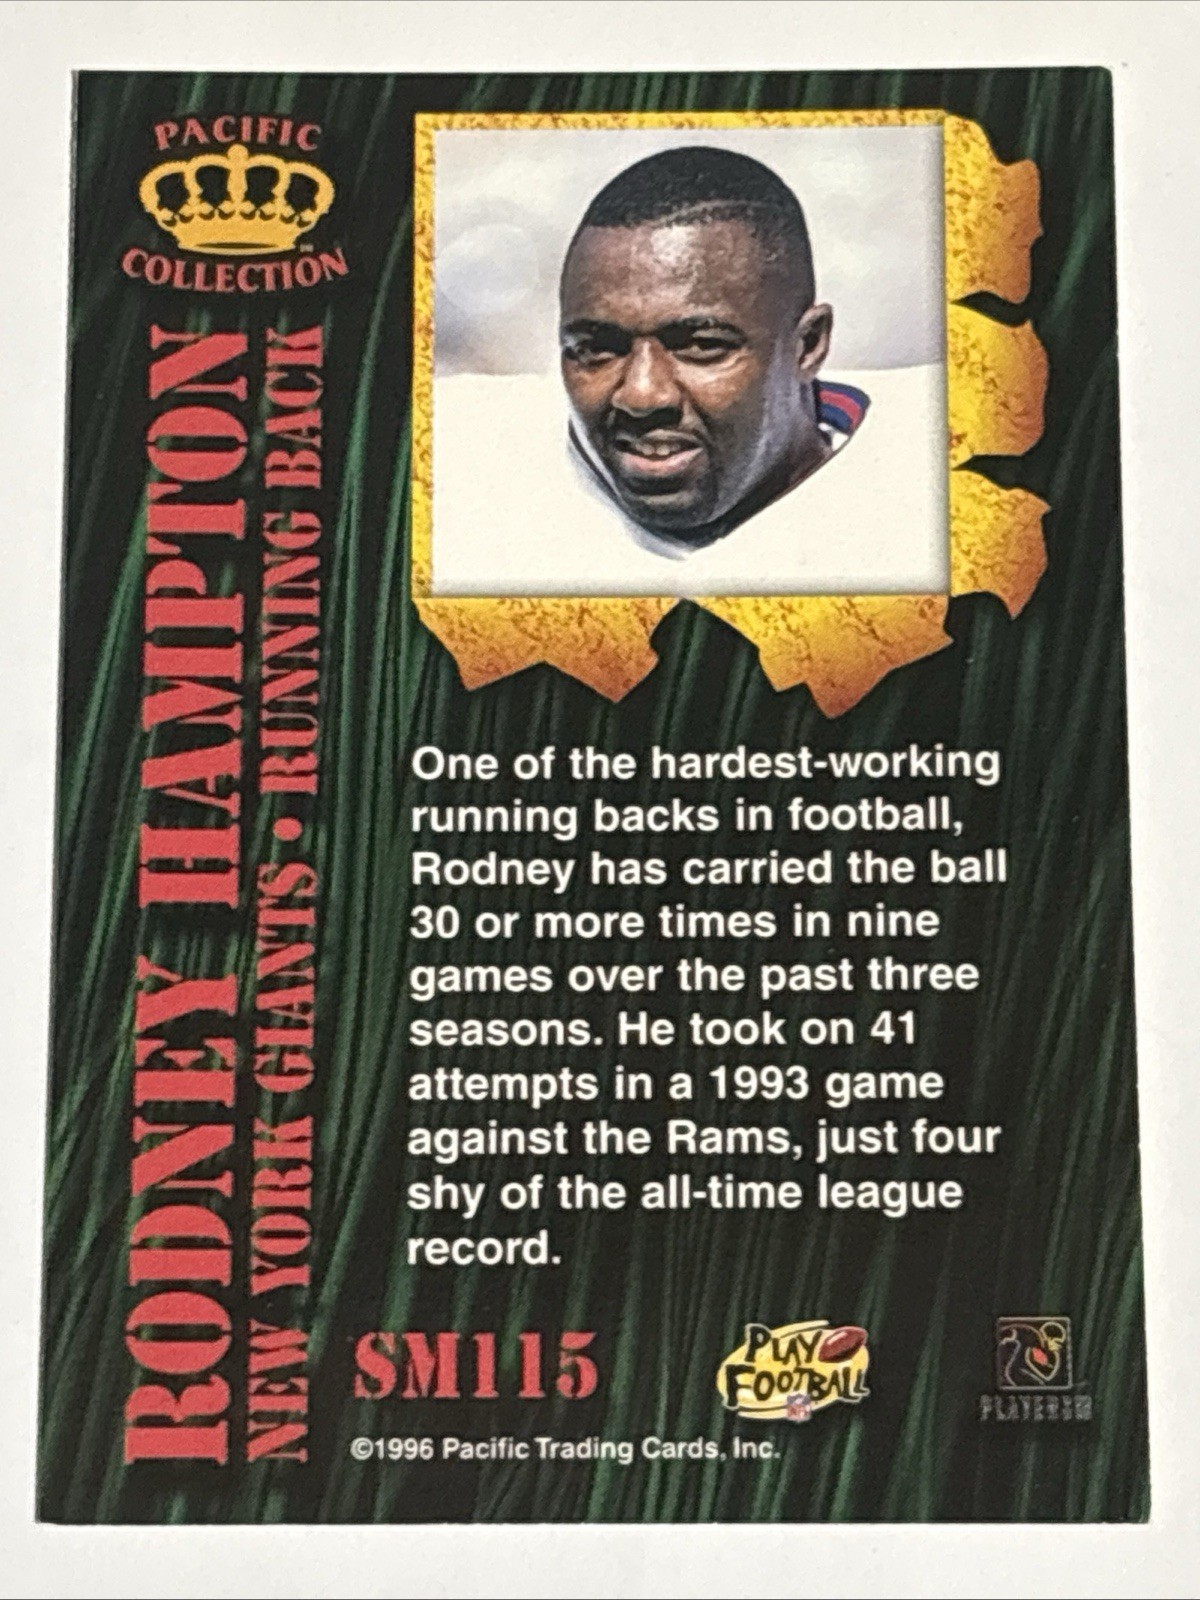 PACIFIC
COLLECTION
RODNEY HAMPTON
NEW YORK GIANTS • RUNNING BACK
One of the hardest-working
running backs in football,
Rodney has carried the ball
30 or more times in nine
games over the past three
seasons. He took on 41
attempts in a 1993 game
against the Rams, just four
shy of the all-time league
record.
SM115
PLAY
FOOTBALL
NFL
PLAYERS
©1996 Pacific Trading Cards, Inc.